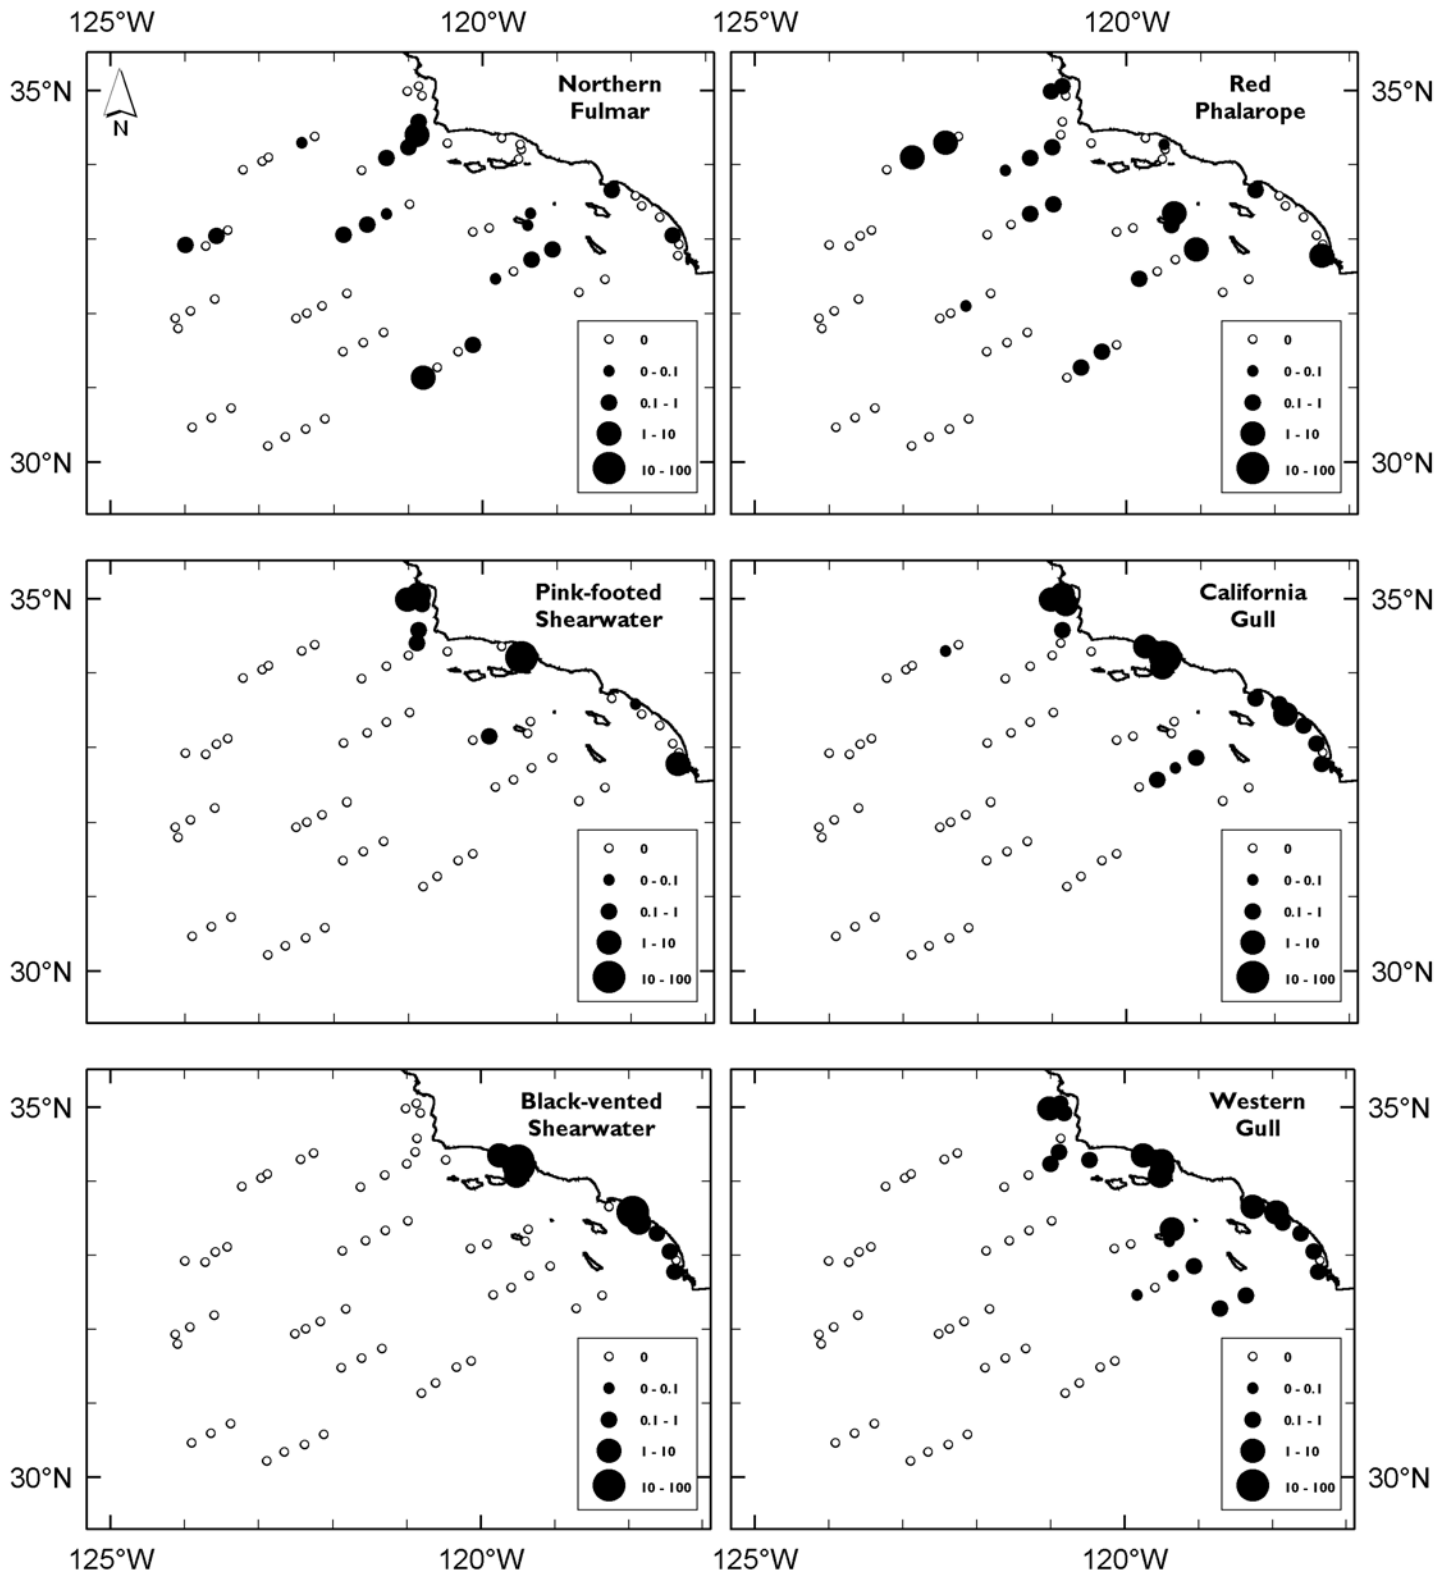 125°W
120°W
125°W
120°W
35°N
N
Northern
Fulmar
0
0 - 0.1
0.1 - 1
1 - 10
10 - 100
30°N
Red
Phalarope
35°N
0
0 - 0.1
0.1 - 1
1 - 10
10 - 100
30°N
35°N
Pink-footed
Shearwater
0
0 - 0.1
0.1 - 1
1 - 10
10 - 100
30°N
California
Gull
35°N
0
0 - 0.1
0.1 - 1
1 - 10
10 - 100
30°N
35°N
Black-vented
Shearwater
0
0 - 0.1
0.1 - 1
1 - 10
10 - 100
30°N
Western
Gull
35°N
0
0 - 0.1
0.1 - 1
1 - 10
10 - 100
30°N
125°W
120°W
125°W
120°W